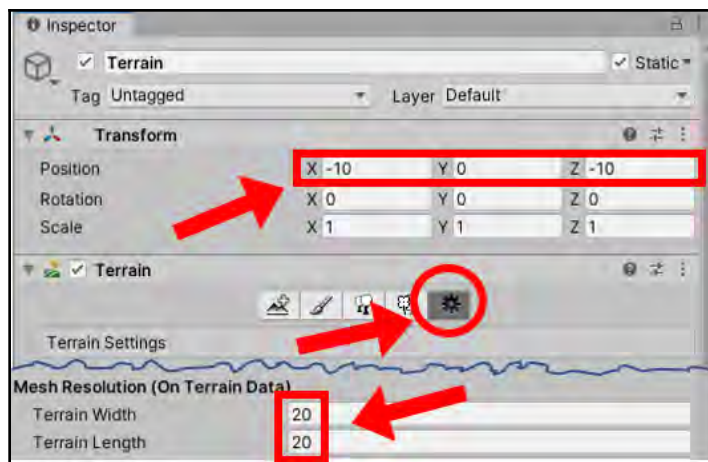 Inspector
Terrain Static
Tag Untagged Layer Default
Transform
Position X -10 Y 0 Z -10
Rotation X 0 Y 0 Z 0
Scale X 1 Y 1 Z 1
Terrain
Terrain Settings
Mesh Resolution (On Terrain Data)
Terrain Width 20
Terrain Length 20